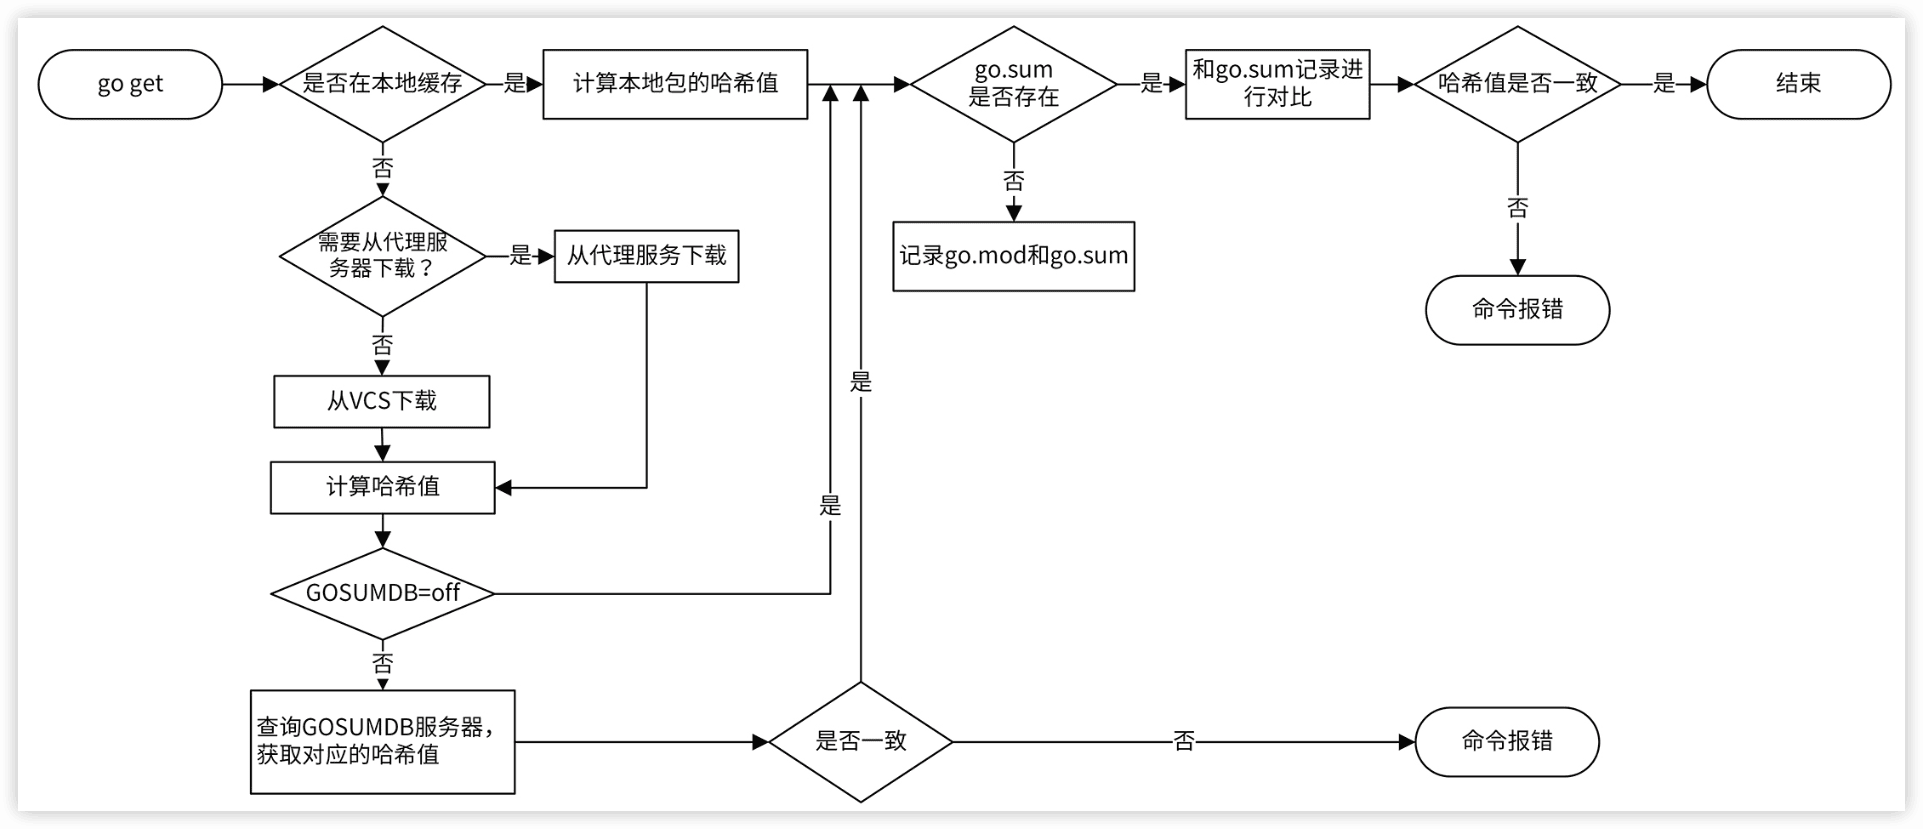 go get
是否在本地缓存
是
计算本地包的哈希值
go.sum
是否存在
是
和go.sum记录进
行对比
哈希值是否一致
是
结束
否
否
否
需要从代理服
务器下载？
是
从代理服务下载
记录go.mod和go.sum
命令报错
否
从VCS下载
是
计算哈希值
是
GOSUMDB=off
否
查询GOSUMDB服务器，
获取对应的哈希值
是否一致
否
命令报错